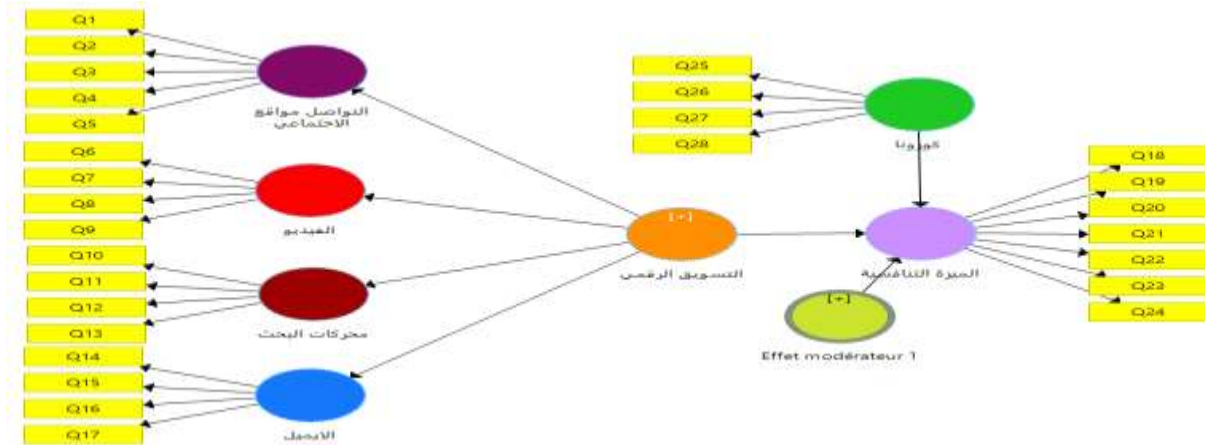 Q1
Q2
Q3
Q4
Q5
التواصل مواقع
الاجتماعي
Q6
Q7
Q8
Q9
الفيديو
Q10
Q11
Q12
Q13
محركات البحث
Q14
Q15
Q16
Q17
الايميل
[+]
التسويق الرقمي
Q25
Q26
Q27
Q28
كورونا
الميزة التنافسية
[+]
Effet modérateur 1
Q18
Q19
Q20
Q21
Q22
Q23
Q24